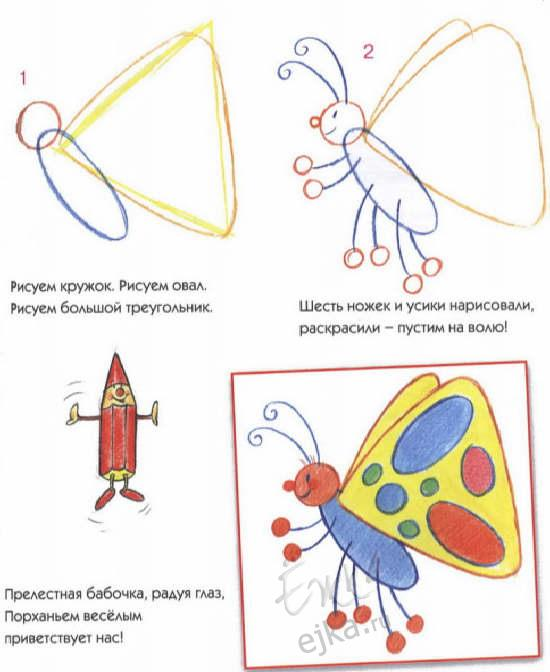 1
2
Рисуем кружок. Рисуем овал.
Рисуем большой треугольник.
Шесть ножек и усики нарисовали,
раскрасили – пустим на волю!
Прелестная бабочка, радуя глаз,
Порханьем весёлым
приветствует нас!
ejka.ru